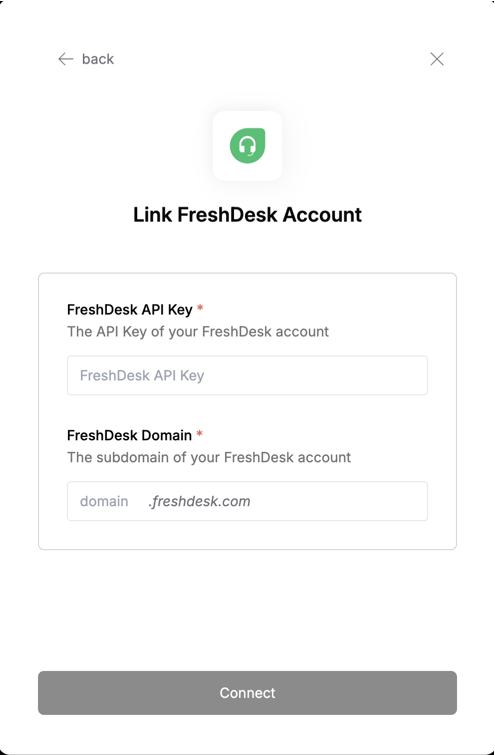 back
Link FreshDesk Account
FreshDesk API Key *
The API Key of your FreshDesk account
FreshDesk API Key
FreshDesk Domain *
The subdomain of your FreshDesk account
domain .freshdesk.com
Connect